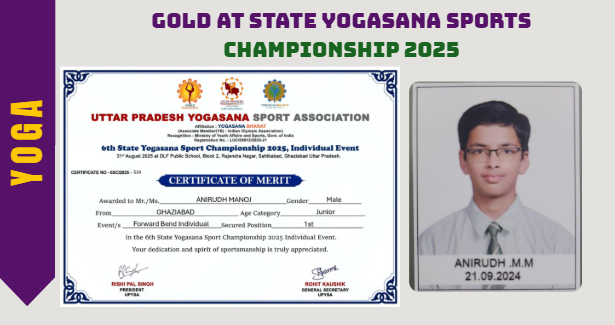 GOLD AT STATE YOGASANA SPORTS
CHAMPIONSHIP 2025
YOGA
UTTAR PRADESH YOGASANA SPORT ASSOCIATION
Affiliation : YOGASANA BHARAT
(Associate Member(YB) : Indian Olympic Association)
Recognition : Ministry of Youth Affairs and Sports, Govt. of India
6th State Yogasana Sport Championship 2025, Individual Event
31st August 2025 at DLF Public School, Block 2, Rajendra Nagar, Sahibabad, Ghaziabad Uttar Pradesh.
CERTIFICATE NO - 6SC/2025 - 534
CERTIFICATE OF MERIT
Awarded to Mr./Ms. ANIRUDH MANOJ Gender Male
From GHAZIABAD Age Category Junior
Event/s Forward Bend Individual Secured Position 1st
in the 6th State Yogasana Sport Championship 2025 Individual Event.
Your dedication and spirit of sportsmanship is truly appreciated.
RISHI PAL SINGH
PRESIDENT
UPYSA
ROHIT KAUSHIK
GENERAL SECRETARY
UPYSA
ANIRUDH .M.M
21.09.2024